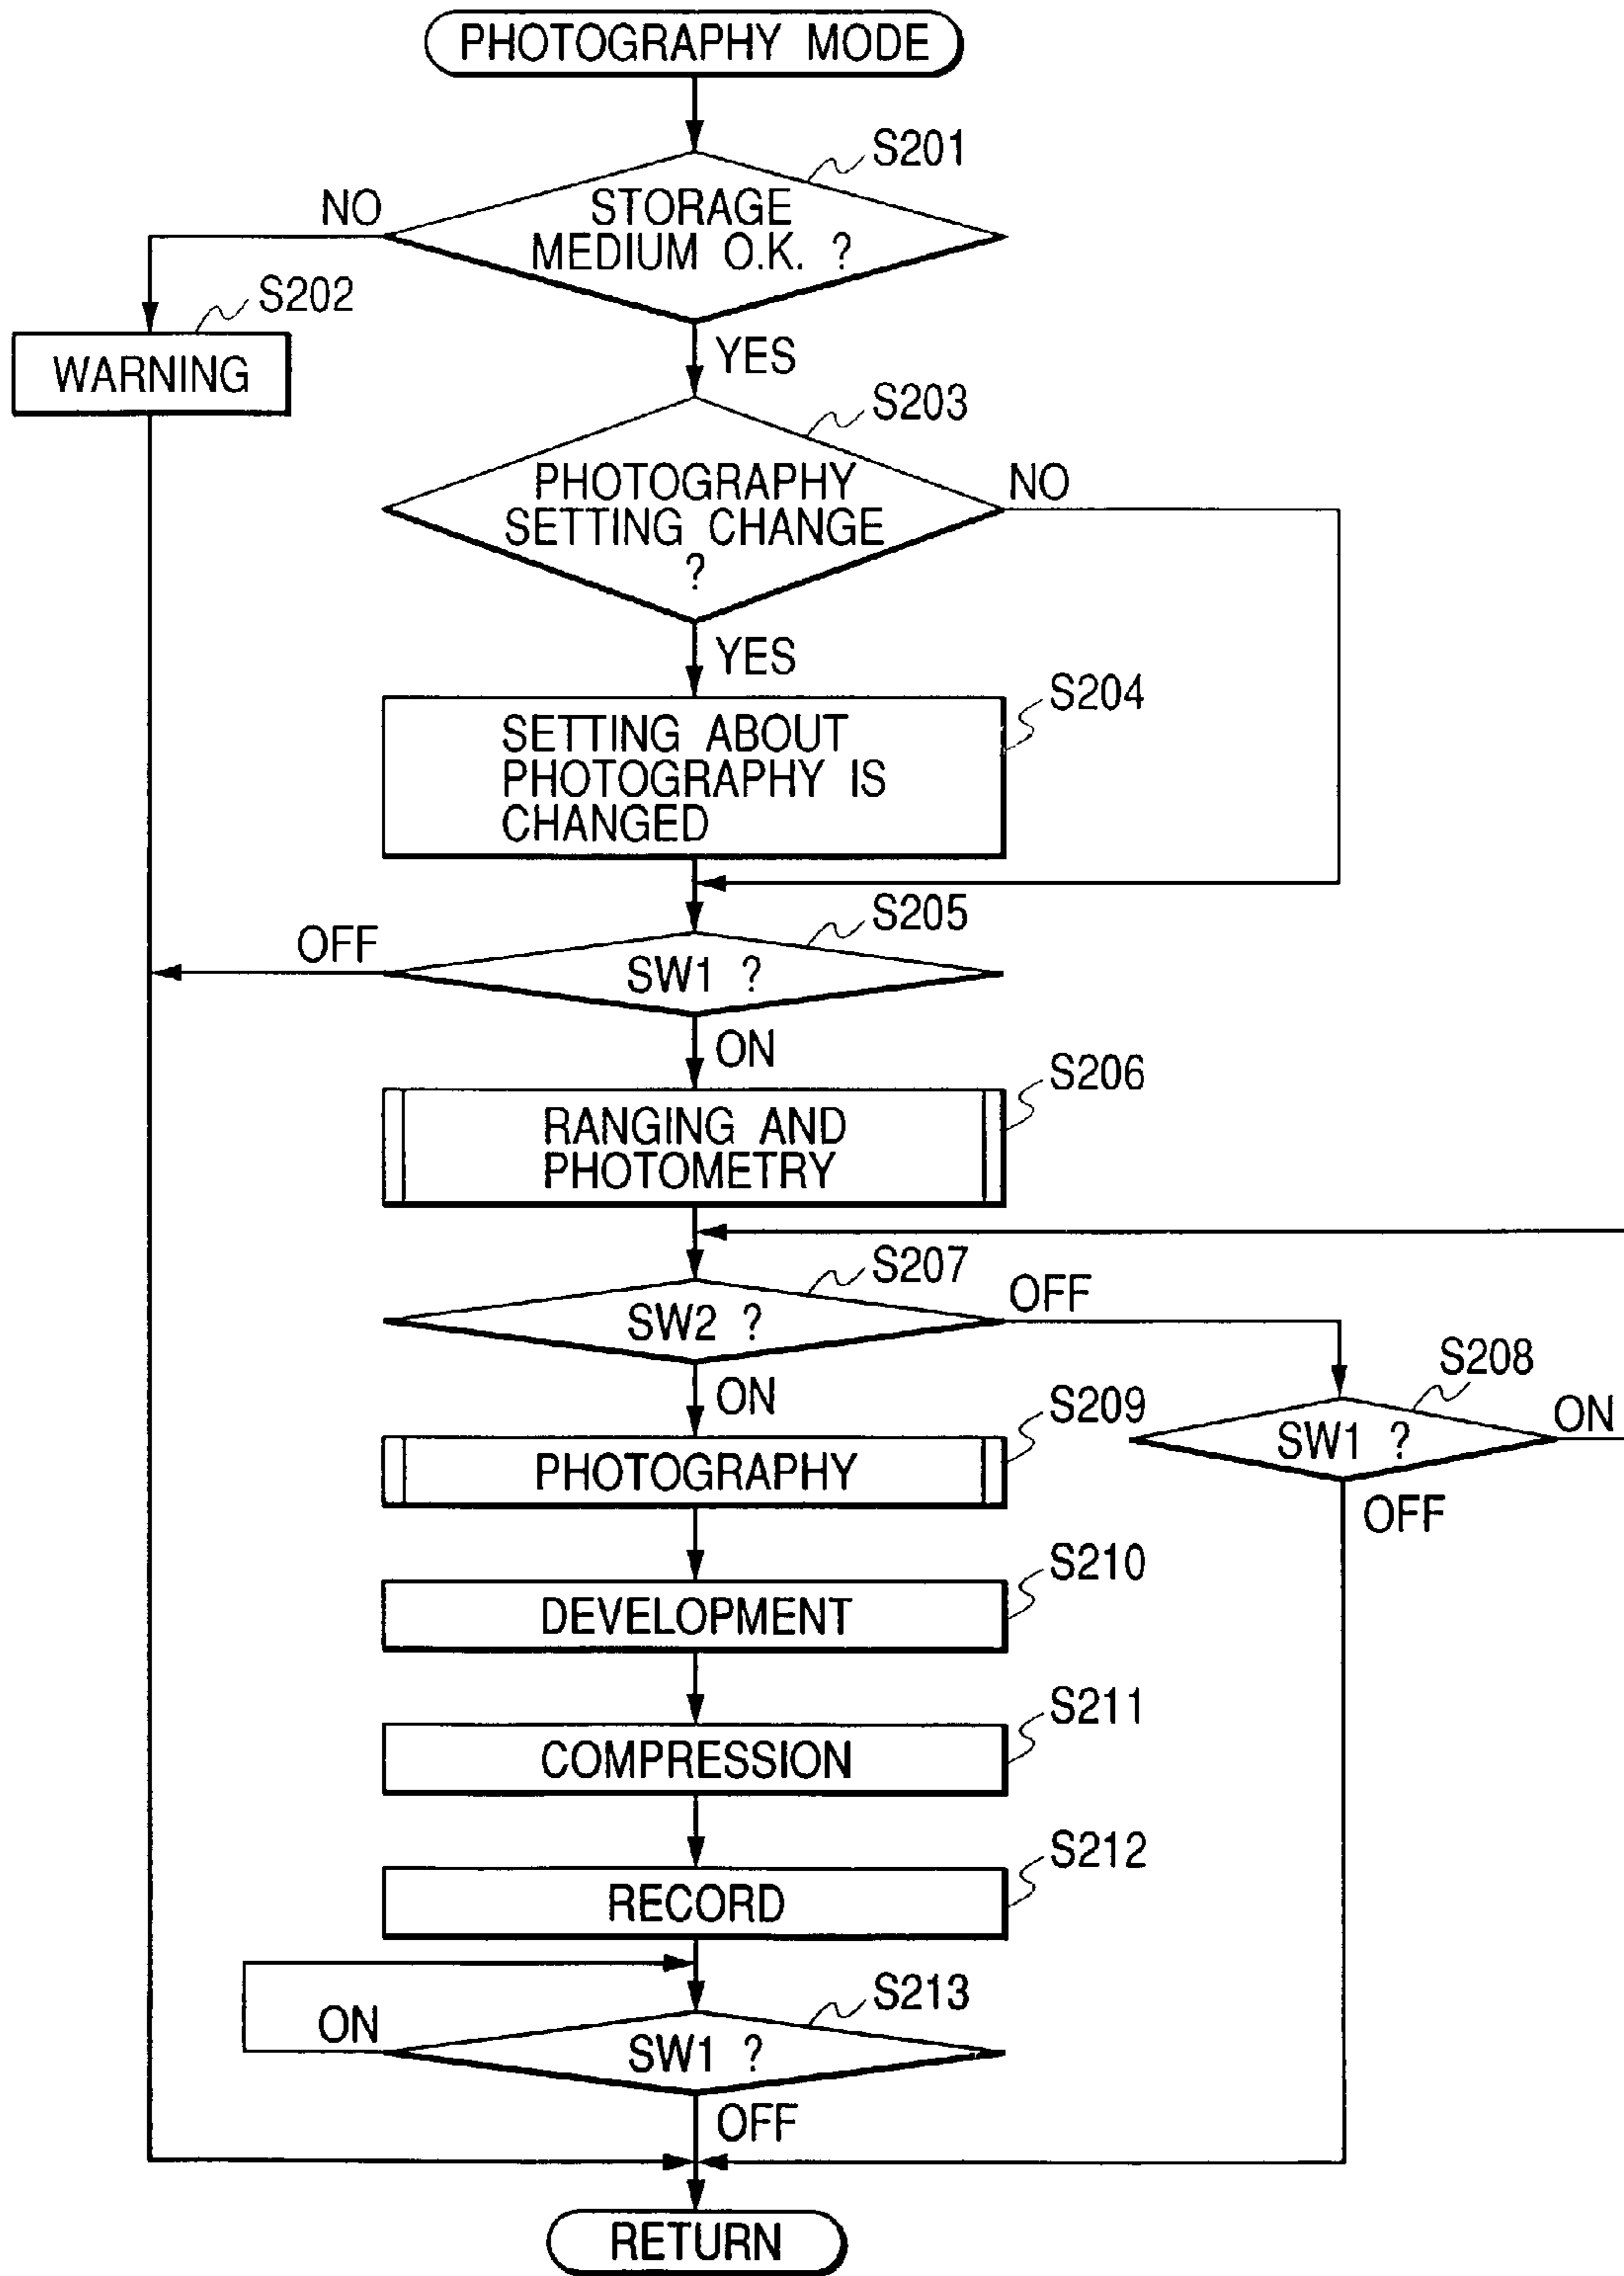 PHOTOGRAPHY MODE
S201
NO
STORAGE
MEDIUM O.K. ?
S202
WARNING
YES
S203
PHOTOGRAPHY
SETTING CHANGE
?
NO
YES
S204
SETTING ABOUT
PHOTOGRAPHY IS
CHANGED
S205
OFF
SW1 ?
ON
S206
RANGING AND
PHOTOMETRY
S207
SW2 ?
OFF
ON
S208
SW1 ?
ON
OFF
S209
PHOTOGRAPHY
S210
DEVELOPMENT
S211
COMPRESSION
S212
RECORD
S213
ON
SW1 ?
OFF
RETURN